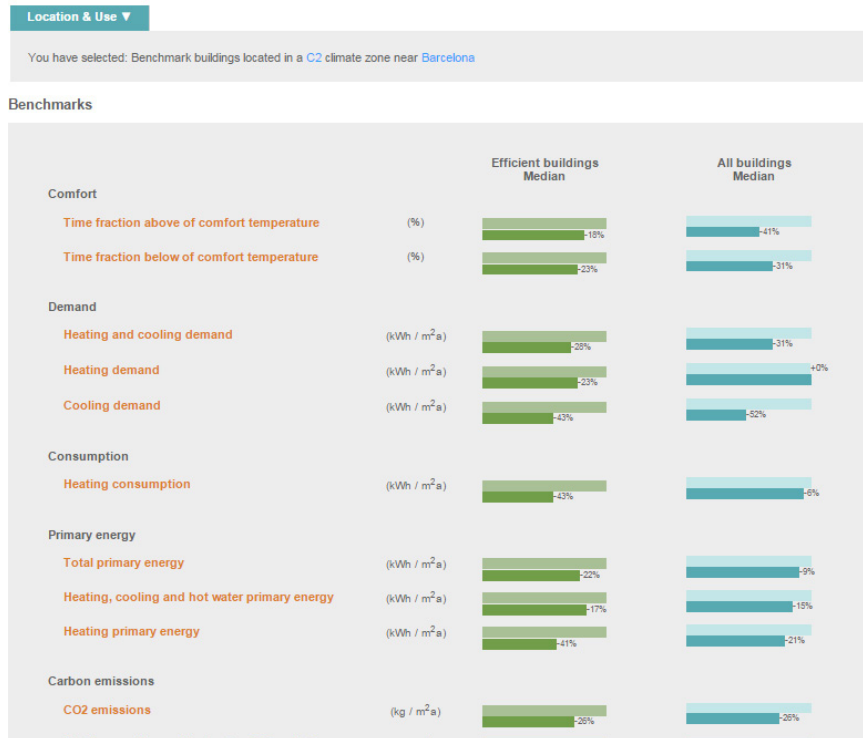 Location & Use ▼
You have selected: Benchmark buildings located in a C2 climate zone near Barcelona
Benchmarks
Efficient buildings Median
All buildings Median
Comfort
Time fraction above of comfort temperature (%) -18% -41%
Time fraction below of comfort temperature (%) -23% -31%
Demand
Heating and cooling demand (kWh / m²a) -28% -31%
Heating demand (kWh / m²a) -23% +0%
Cooling demand (kWh / m²a) -43% -52%
Consumption
Heating consumption (kWh / m²a) -43% -6%
Primary energy
Total primary energy (kWh / m²a) -22% -9%
Heating, cooling and hot water primary energy (kWh / m²a) -17% -15%
Heating primary energy (kWh / m²a) -41% -21%
Carbon emissions
CO2 emissions (kg / m²a) -26% -26%